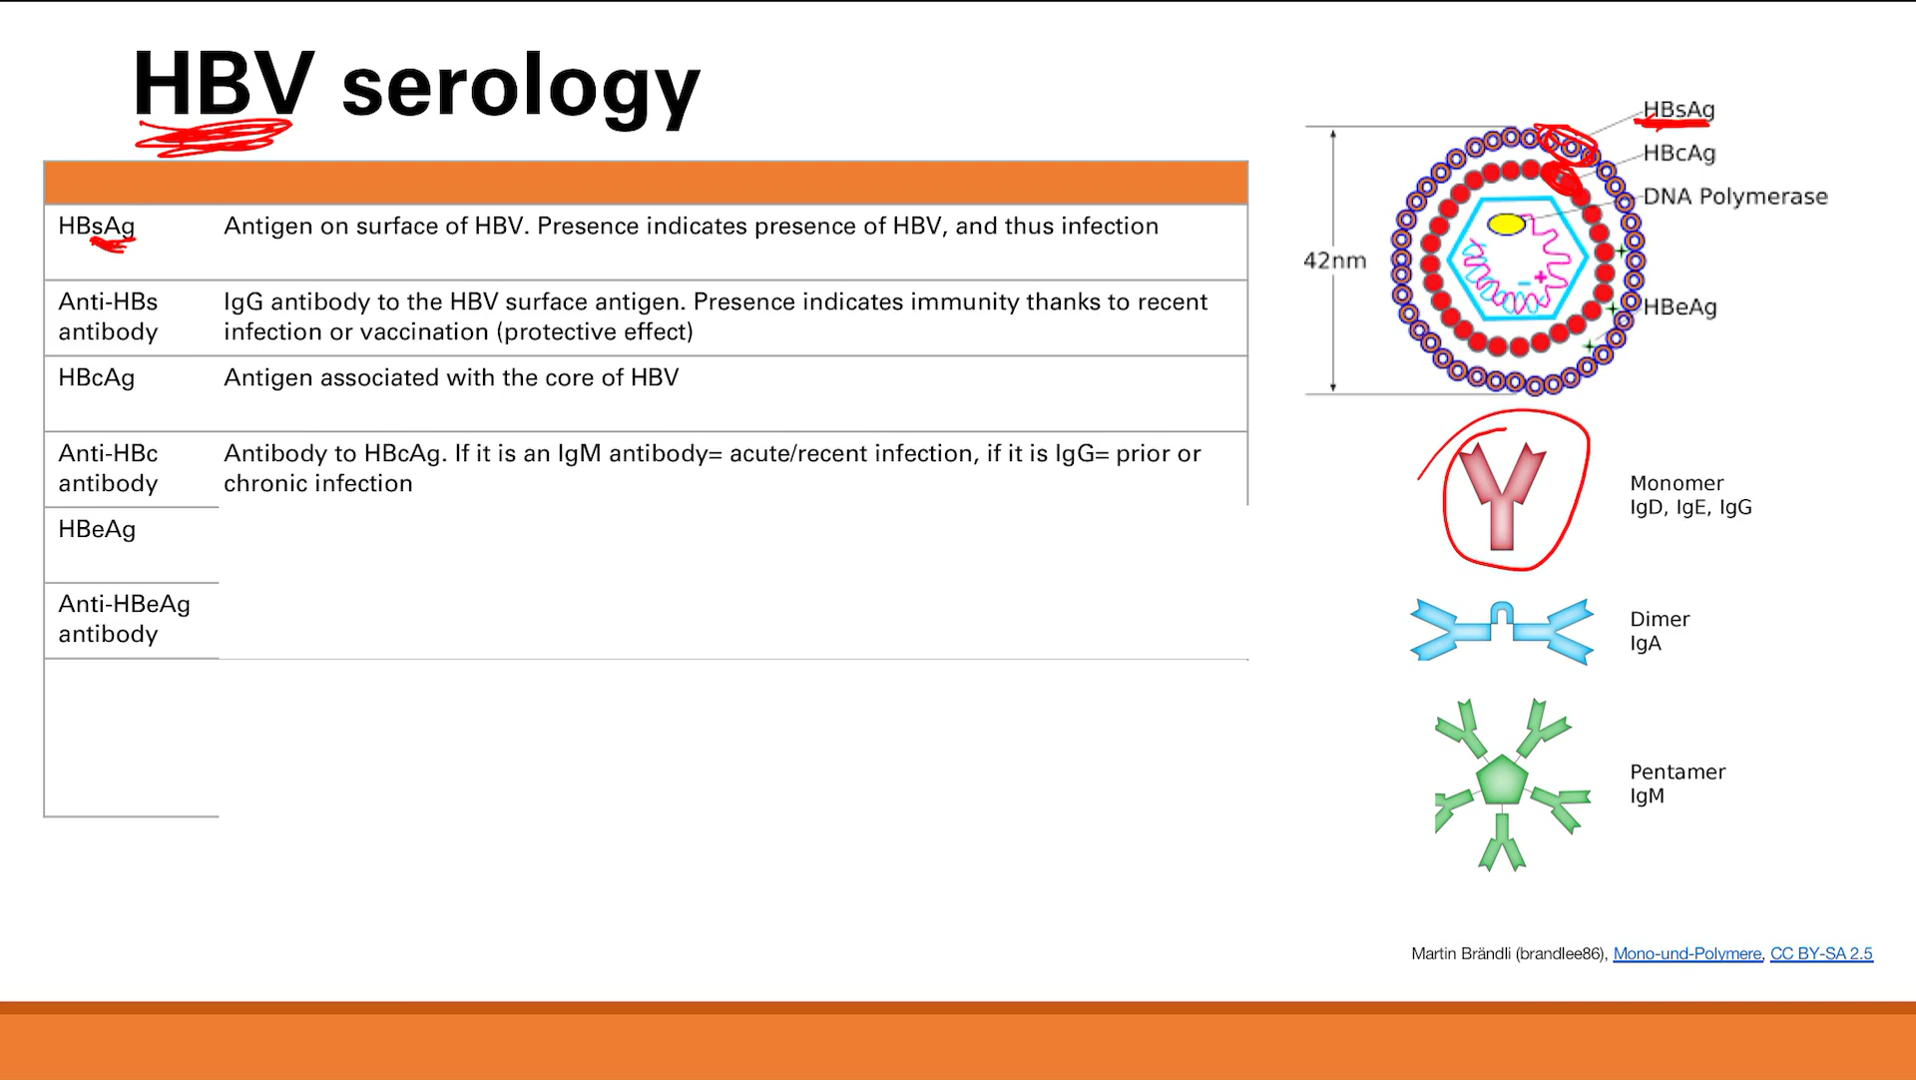 HBV serology
HBsAg
Antigen on surface of HBV. Presence indicates presence of HBV, and thus infection
Anti-HBs
antibody
IgG antibody to the HBV surface antigen. Presence indicates immunity thanks to recent
infection or vaccination (protective effect)
HBcAg
Antigen associated with the core of HBV
Anti-HBc
antibody
Antibody to HBcAg. If it is an IgM antibody= acute/recent infection, if it is IgG= prior or
chronic infection
HBeAg
Anti-HBeAg
antibody
HBsAg
HBcAg
DNA Polymerase
42nm
+
−
HBeAg
Monomer
IgD, IgE, IgG
Dimer
IgA
Pentamer
IgM
Martin Brändli (brandlee86), Mono-und-Polymere, CC BY-SA 2.5